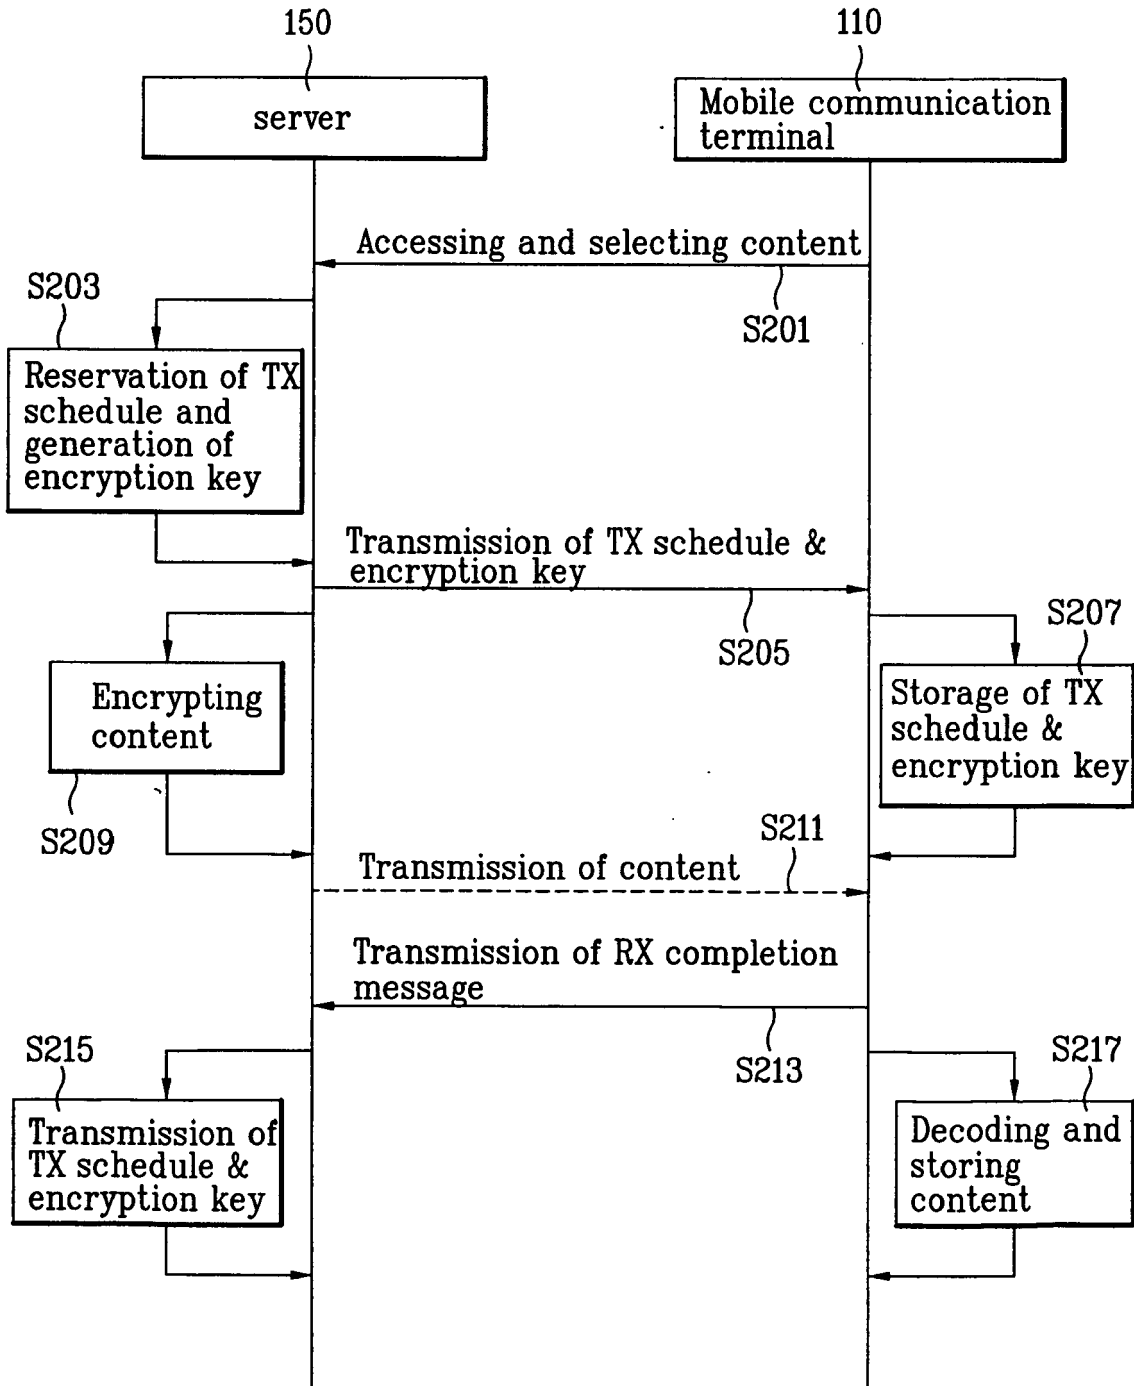 150
110
server
Mobile communication
terminal
Accessing and selecting content
S201
S203
Reservation of TX
schedule and
generation of
encryption key
Transmission of TX schedule &
encryption key
S205
S207
Encrypting
content
Storage of TX
schedule &
encryption key
S209
S211
Transmission of content
Transmission of RX completion
message
S213
S215
S217
Transmission of
TX schedule &
encryption key
Decoding and
storing
content